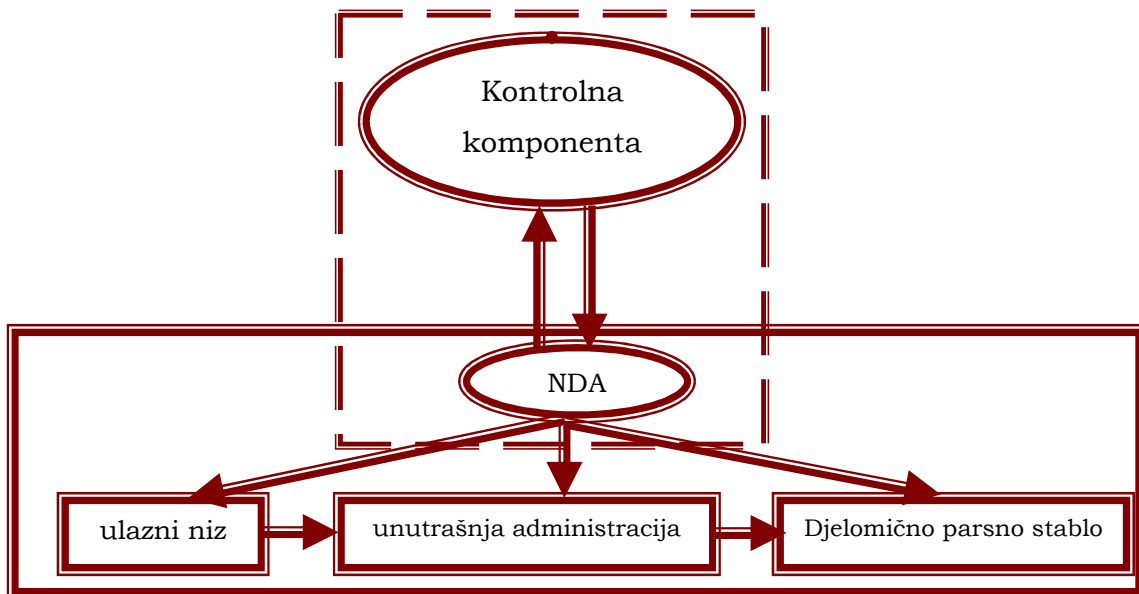 Kontrolna
komponenta
NDA
ulazni niz
unutrašnja administracija
Djelomično parsno stablo